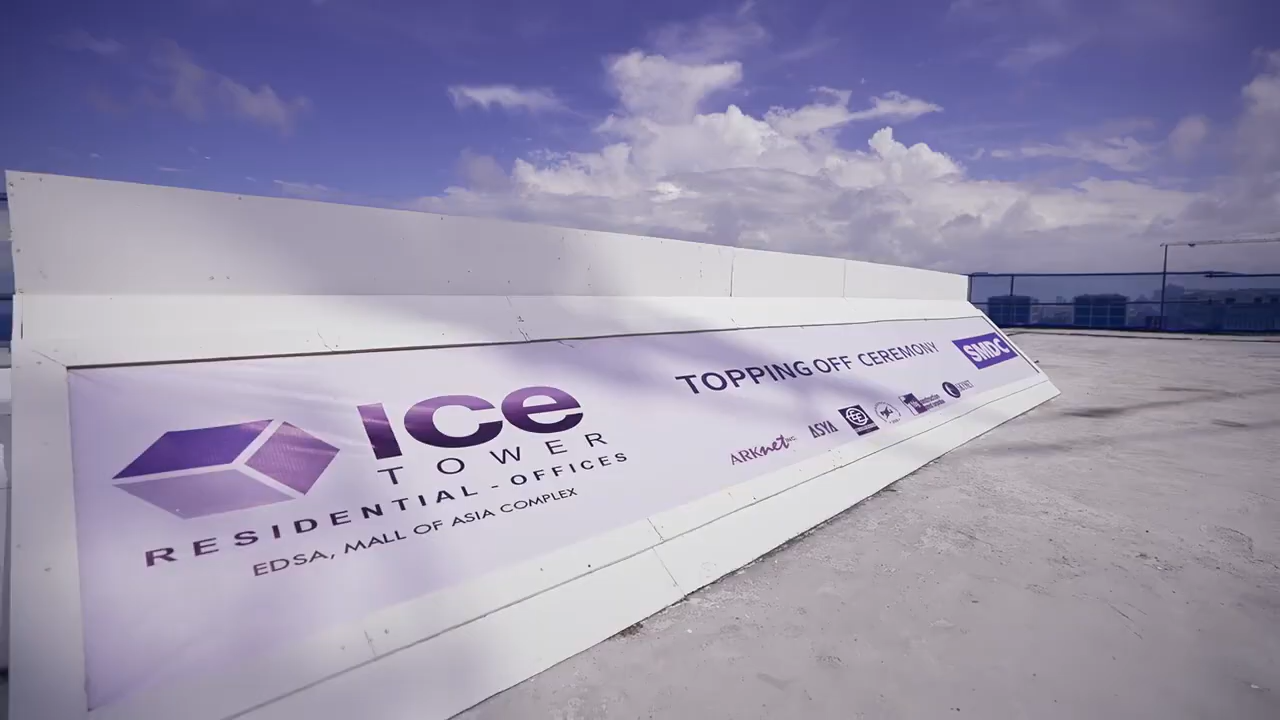 ice
TOWER
RESIDENTIAL - OFFICES
EDSA, MALL OF ASIA COMPLEX
TOPPING OFF CEREMONY
SMDC
ARKnet
ASYA